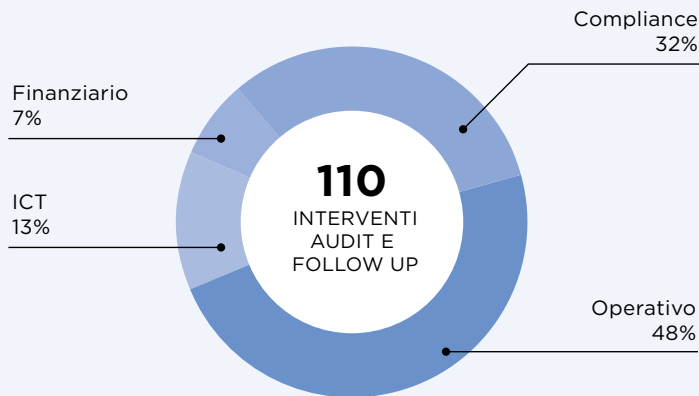 Compliance
32%
Finanziario
7%
110
INTERVENTI
AUDIT E
FOLLOW UP
ICT
13%
Operativo
48%